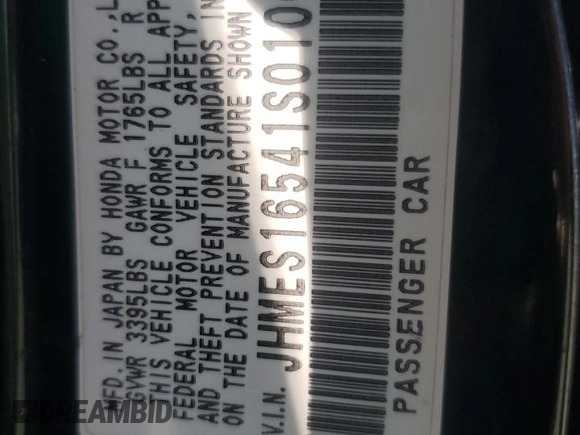 MFD. IN JAPAN BY HONDA MOTOR CO., L
GVWR 3395LBS GAWR F 1765LBS R
THIS VEHICLE CONFORMS TO ALL APP
FEDERAL MOTOR VEHICLE SAFETY,
AND THEFT PREVENTION STANDARDS IN
ON THE DATE OF MANUFACTURE SHOWN
V.I.N. JHMES16541S010
PASSENGER CAR
DREAMBID